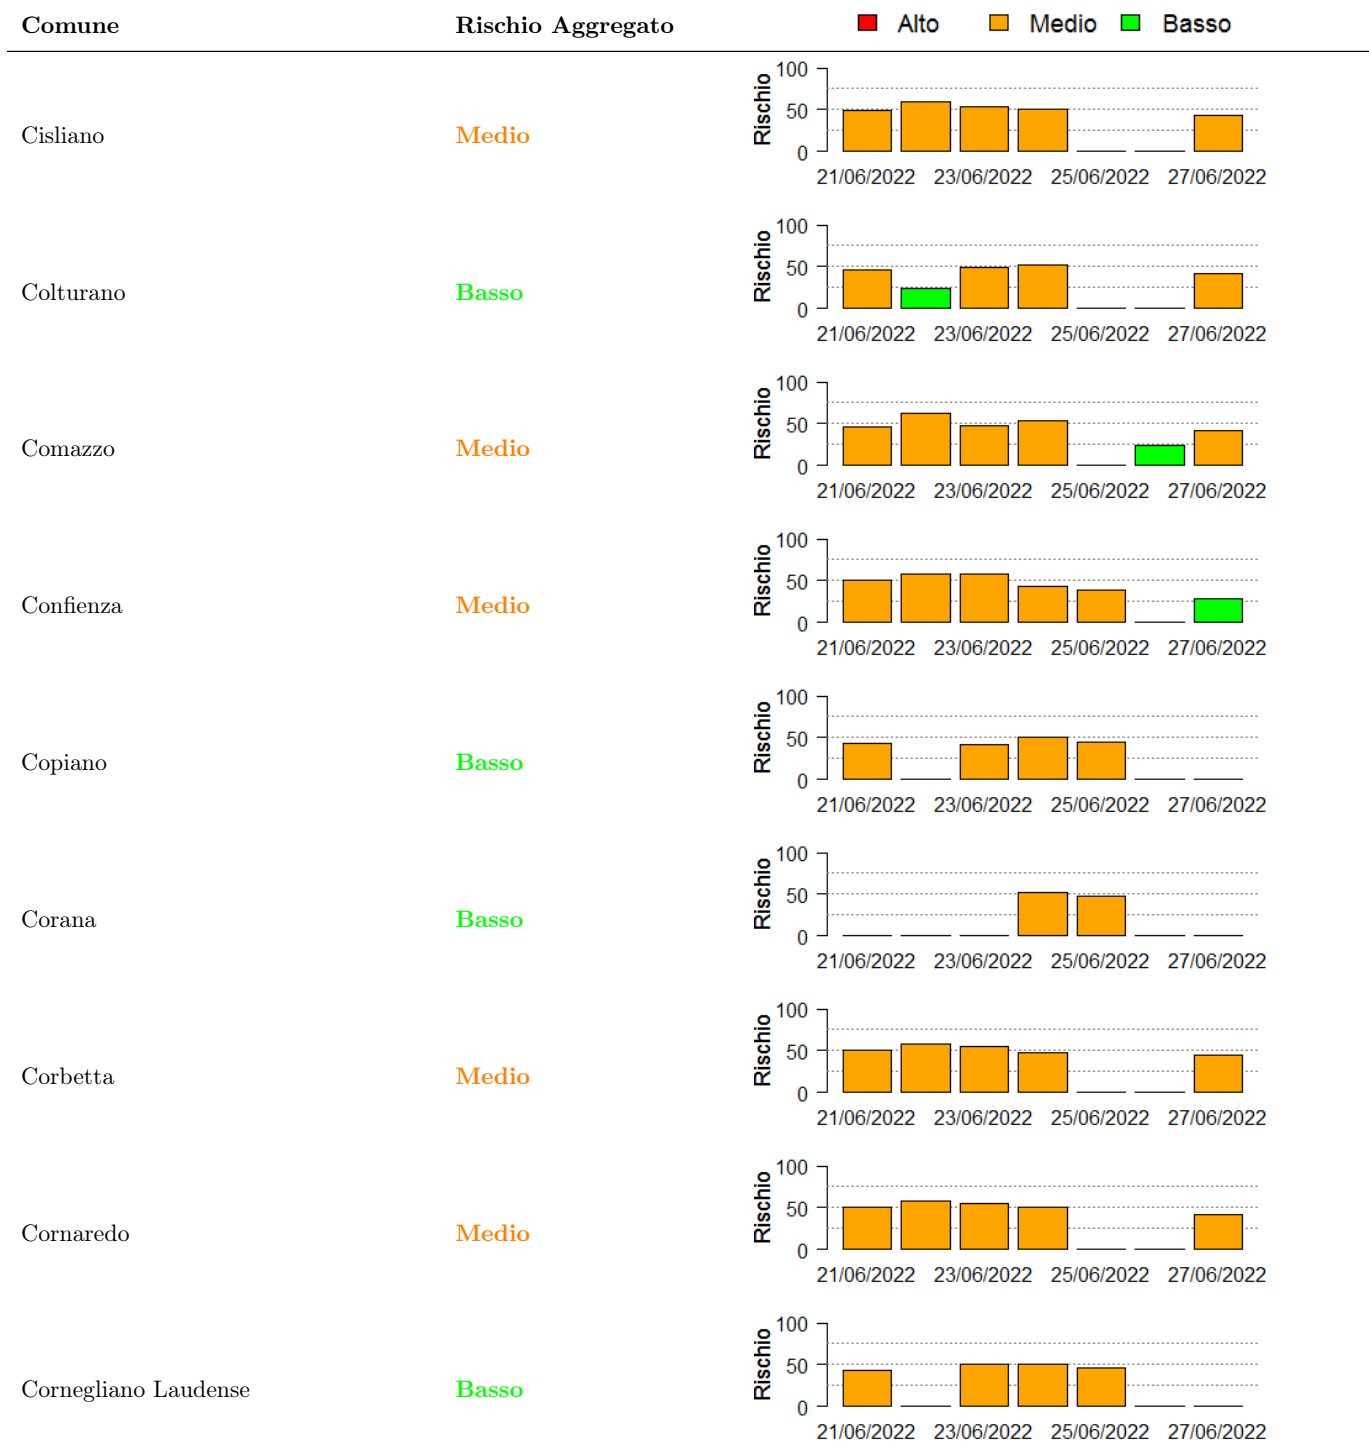 Comune Rischio Aggregato Alto Medio Basso
Cisliano Medio
Rischio
100
50
0
21/06/2022 23/06/2022 25/06/2022 27/06/2022
Colturano Basso
Rischio
100
50
0
21/06/2022 23/06/2022 25/06/2022 27/06/2022
Comazzo Medio
Rischio
100
50
0
21/06/2022 23/06/2022 25/06/2022 27/06/2022
Confienza Medio
Rischio
100
50
0
21/06/2022 23/06/2022 25/06/2022 27/06/2022
Copiano Basso
Rischio
100
50
0
21/06/2022 23/06/2022 25/06/2022 27/06/2022
Corana Basso
Rischio
100
50
0
21/06/2022 23/06/2022 25/06/2022 27/06/2022
Corbetta Medio
Rischio
100
50
0
21/06/2022 23/06/2022 25/06/2022 27/06/2022
Cornaredo Medio
Rischio
100
50
0
21/06/2022 23/06/2022 25/06/2022 27/06/2022
Cornegliano Laudense Basso
Rischio
100
50
0
21/06/2022 23/06/2022 25/06/2022 27/06/2022